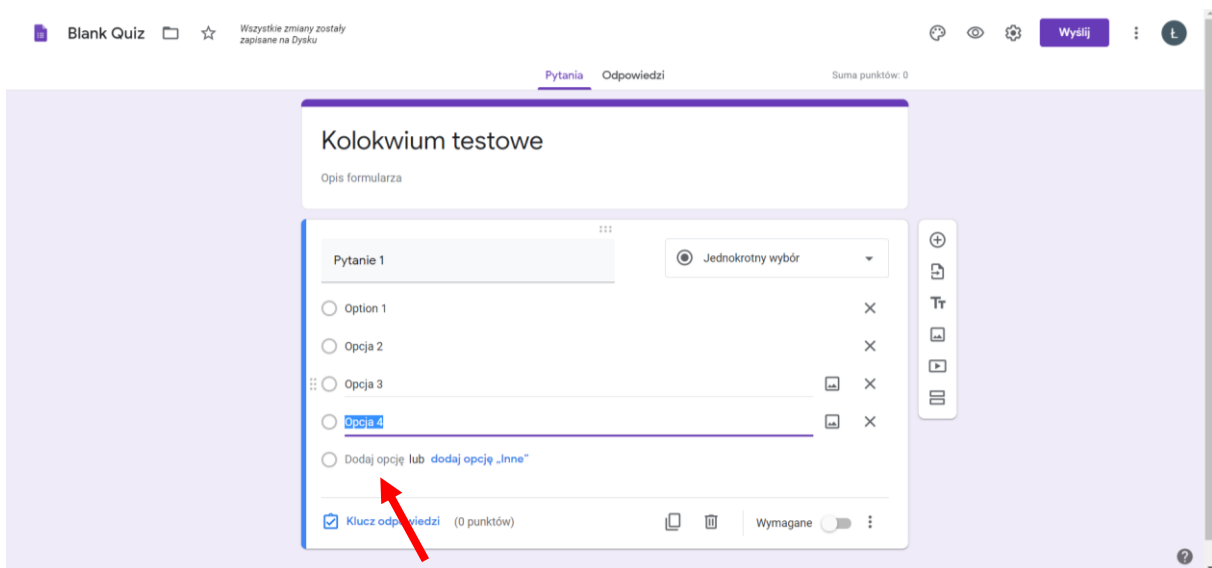 Blank Quiz
Wszystkie zmiany zostały
zapisane na Dysku
Wyślij
Ł
Pytania Odpowiedzi Suma punktów: 0
Kolokwium testowe
Opis formularza
Pytanie 1 Jednokrotny wybór
Option 1
Opcja 2
Opcja 3
Opcja 4
Dodaj opcję lub dodaj opcję „Inne”
Klucz odpowiedzi (0 punktów) Wymagane